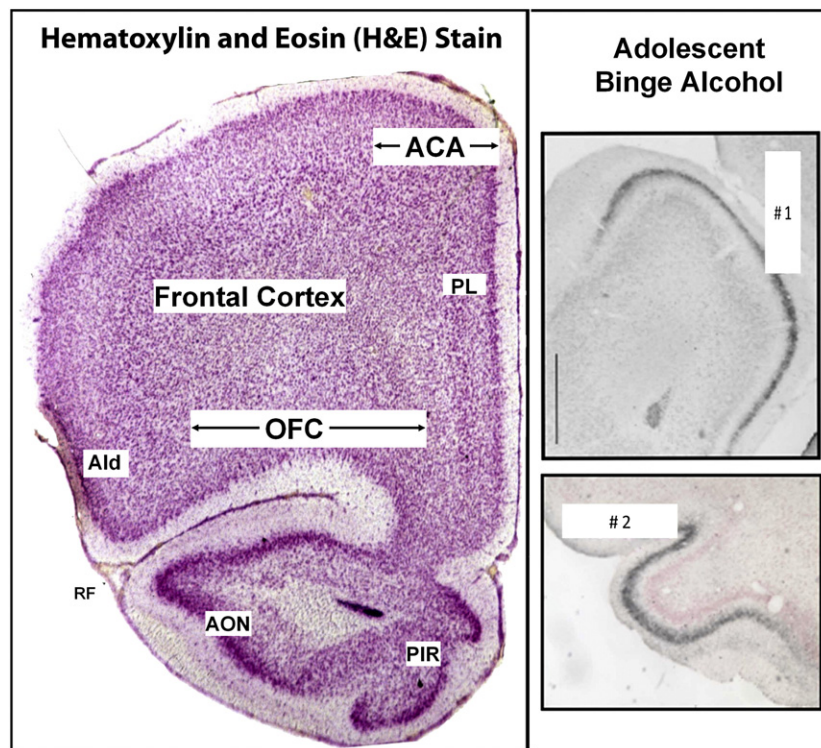 Hematoxylin and Eosin (H&E) Stain
ACA
PL
Frontal Cortex
OFC
AId
RF
AON
PIR
Adolescent
Binge Alcohol
#1
#2